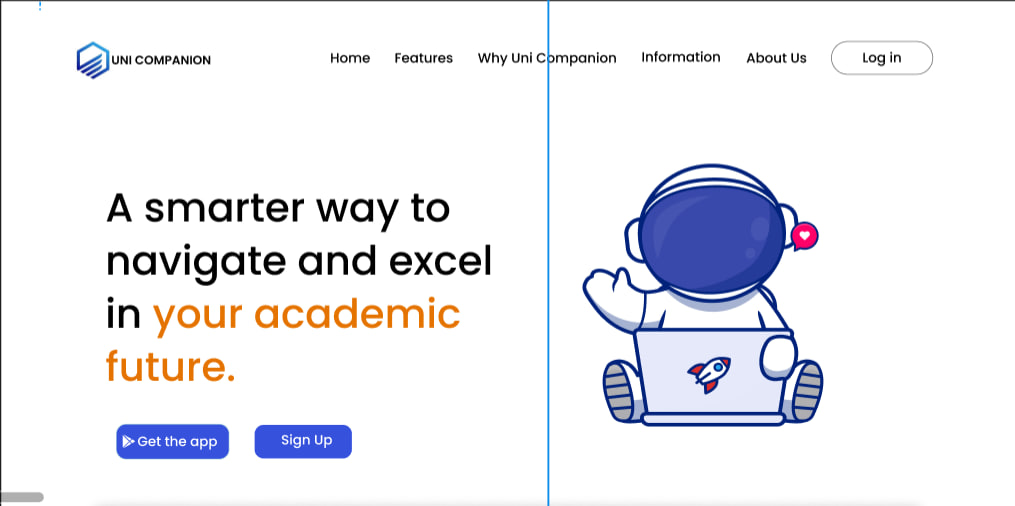 UNI COMPANION
Home Features Why Uni Companion Information About Us Log in
A smarter way to
navigate and excel
in your academic
future.
Get the app Sign Up